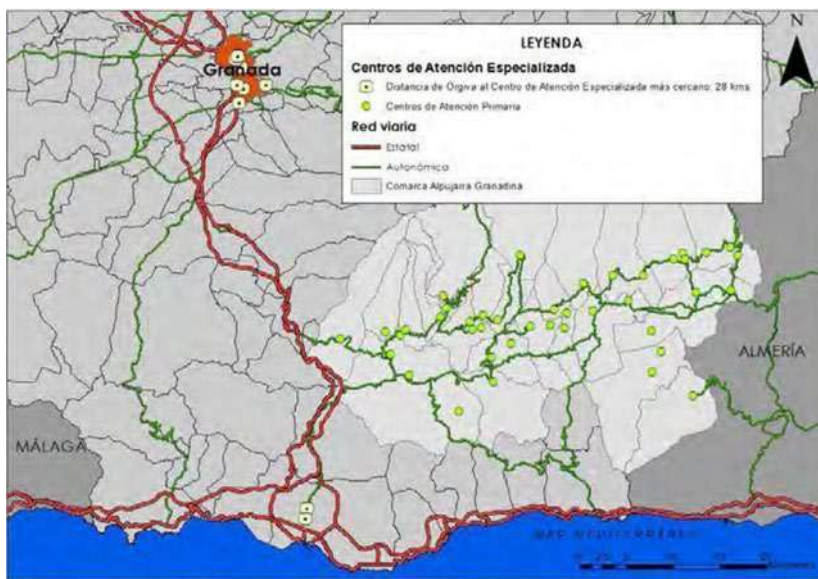 N
LEYENDA
Centros de Atención Especializada
Distancia de Orgiva al Centro de Atención Especializada más cercano: 28 kms
Centros de Atención Primaria
Red viaria
Estatal
Autonómica
Comarca Alpujarra Granadina
Granada
ALMERÍA
MÁLAGA
MAR MEDITERRÁNEO